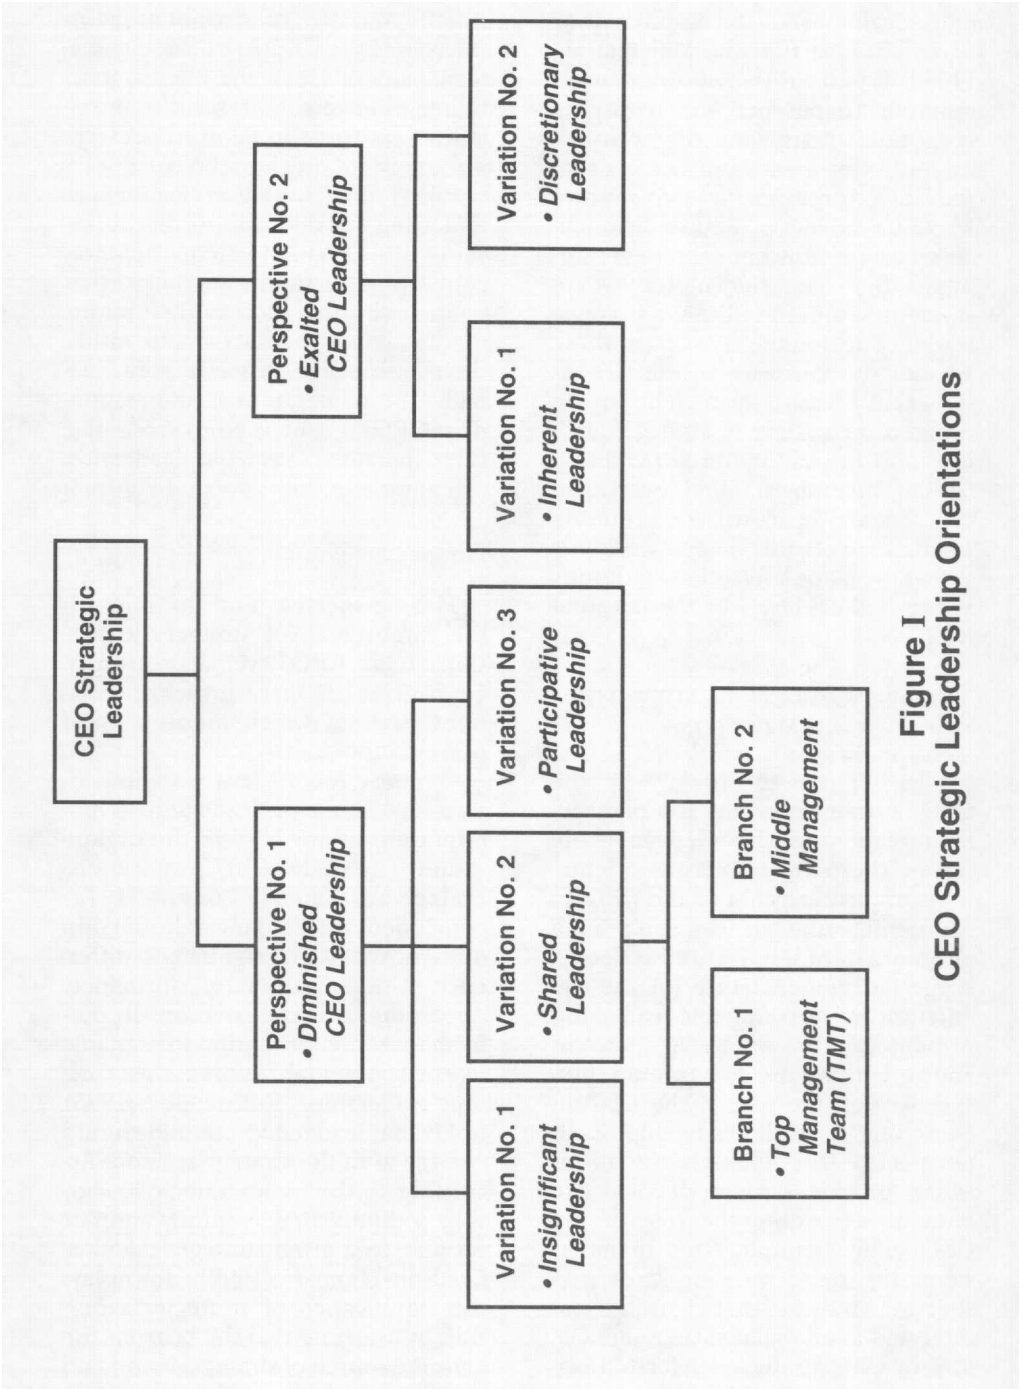 CEO Strategic
Leadership
Perspective No. 1
• Diminished
CEO Leadership
Perspective No. 2
• Exalted
CEO Leadership
Variation No. 1
• Insignificant
Leadership
Variation No. 2
• Shared
Leadership
Variation No. 3
• Participative
Leadership
Variation No. 1
• Inherent
Leadership
Variation No. 2
• Discretionary
Leadership
Branch No. 1
• Top
Management
Team (TMT)
Branch No. 2
• Middle
Management
Figure I
CEO Strategic Leadership Orientations